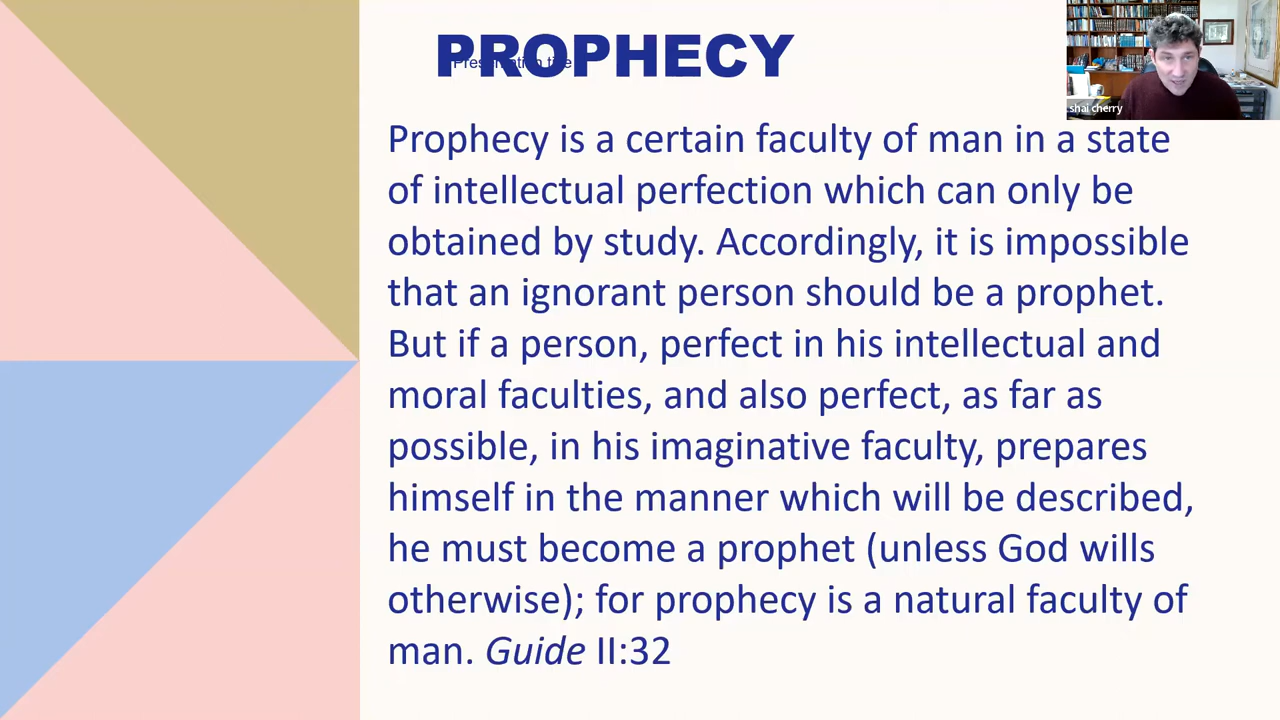 PROPHECY
Presentation title
shai cherry
Prophecy is a certain faculty of man in a state
of intellectual perfection which can only be
obtained by study. Accordingly, it is impossible
that an ignorant person should be a prophet.
But if a person, perfect in his intellectual and
moral faculties, and also perfect, as far as
possible, in his imaginative faculty, prepares
himself in the manner which will be described,
he must become a prophet (unless God wills
otherwise); for prophecy is a natural faculty of
man. Guide II:32